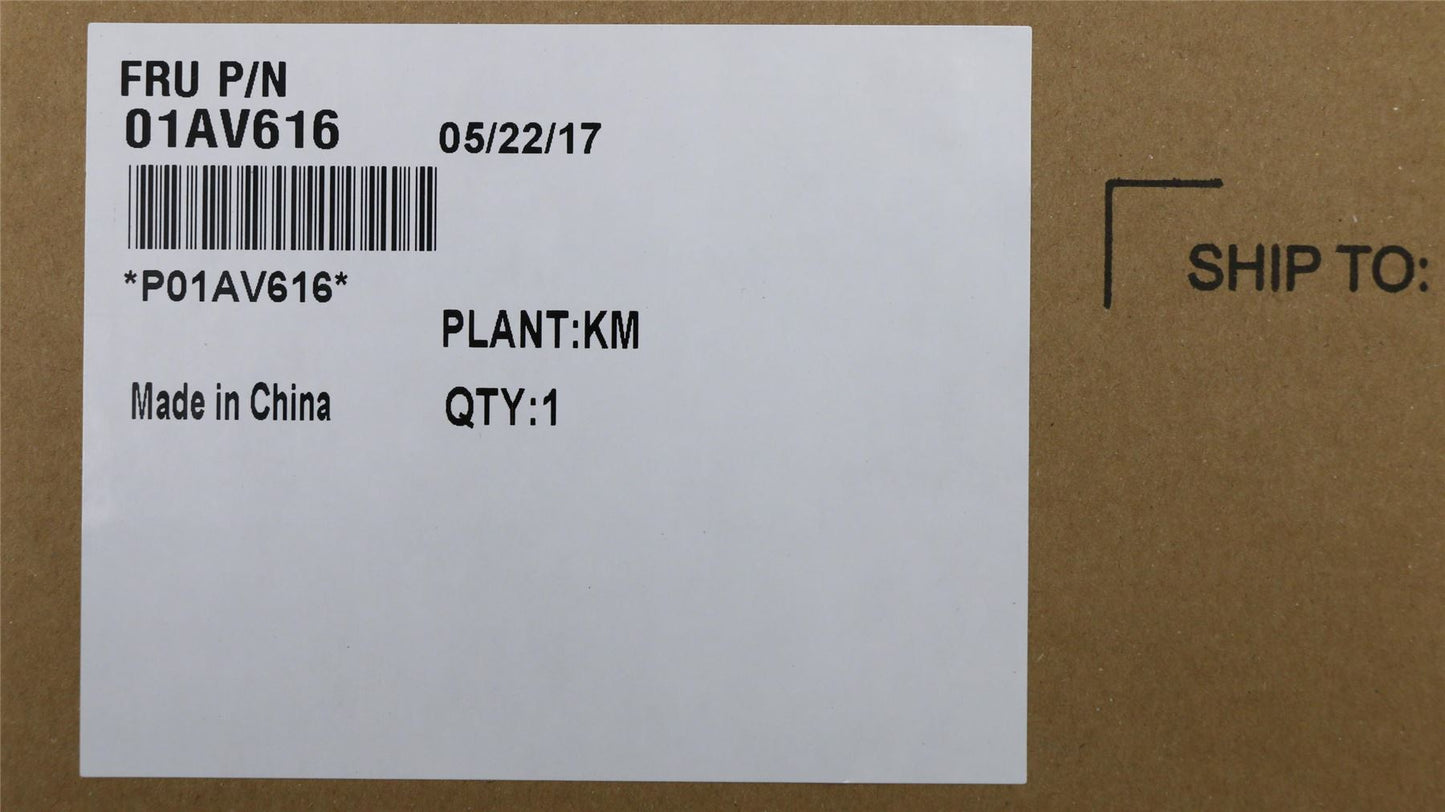 FRU P/N
01AV616
05/22/17
*P01AV616*
PLANT:KM
Made in China
QTY:1
SHIP TO: